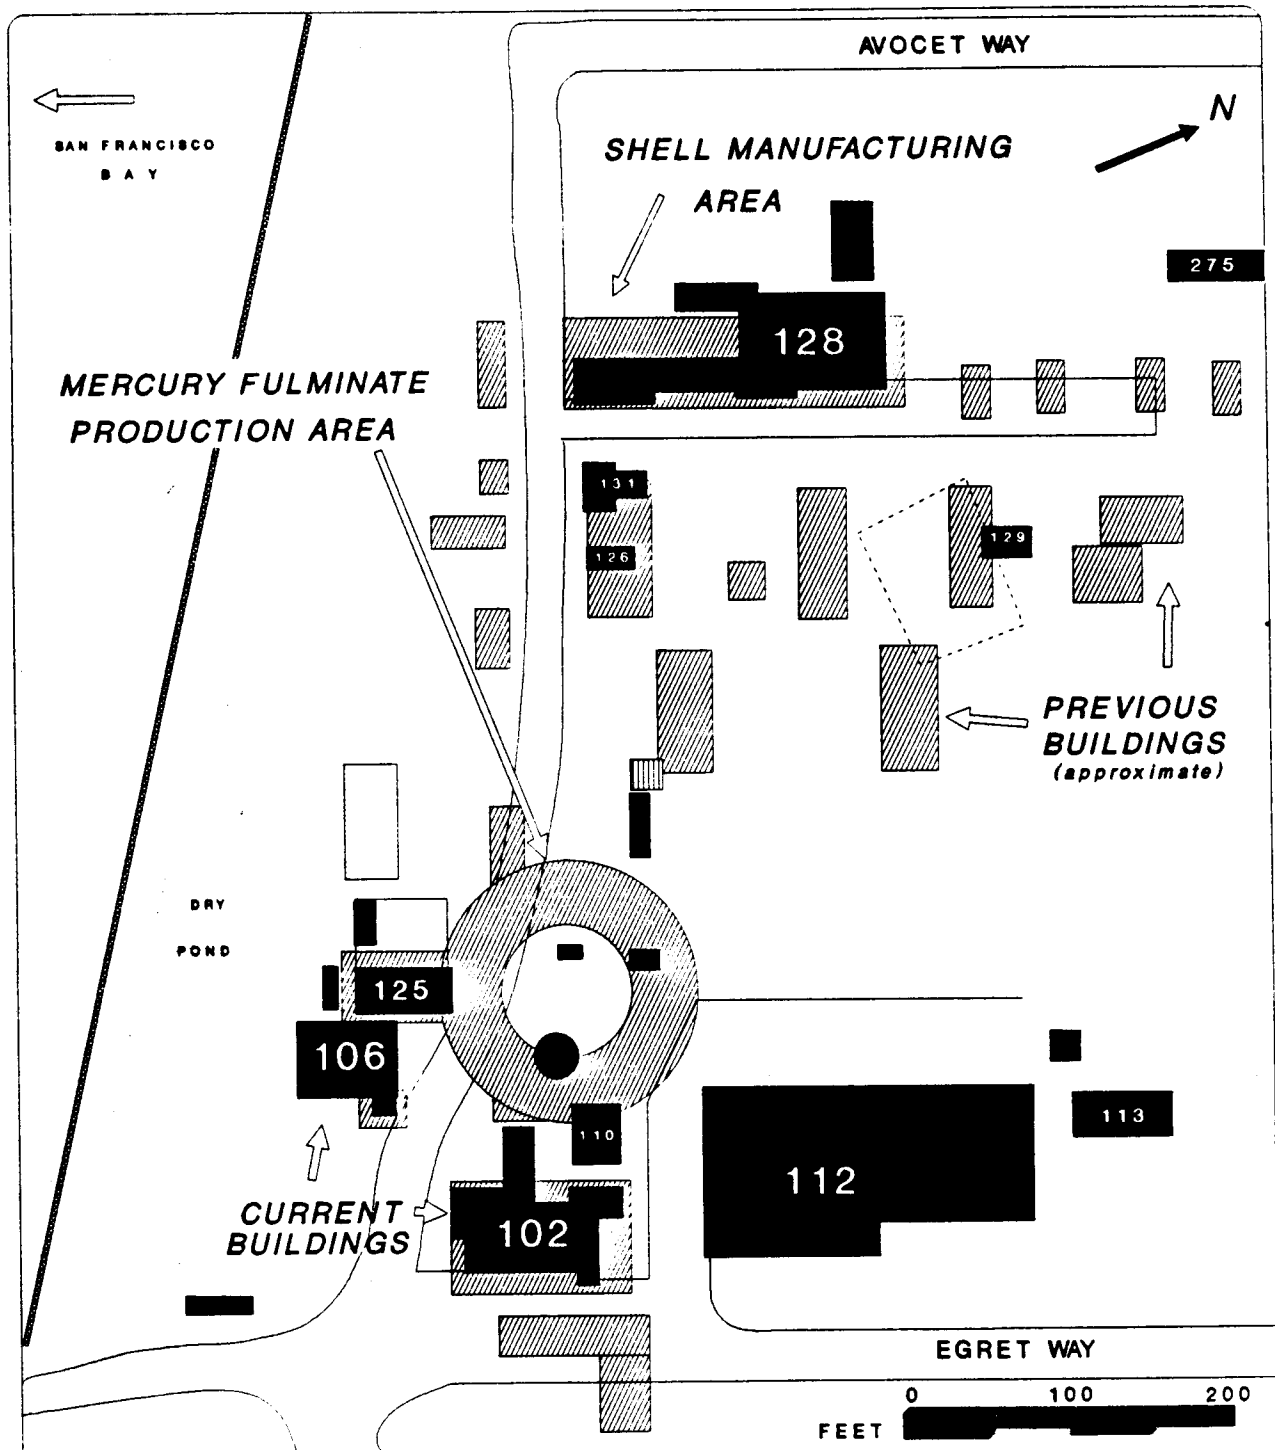 AVOCET WAY
N
SAN FRANCISCO
BAY
SHELL MANUFACTURING
AREA
275
128
MERCURY FULMINATE
PRODUCTION AREA
131
129
126
PREVIOUS
BUILDINGS
(approximate)
DRY
POND
125
106
113
110
112
CURRENT
BUILDINGS
102
EGRET WAY
0 100 200
FEET